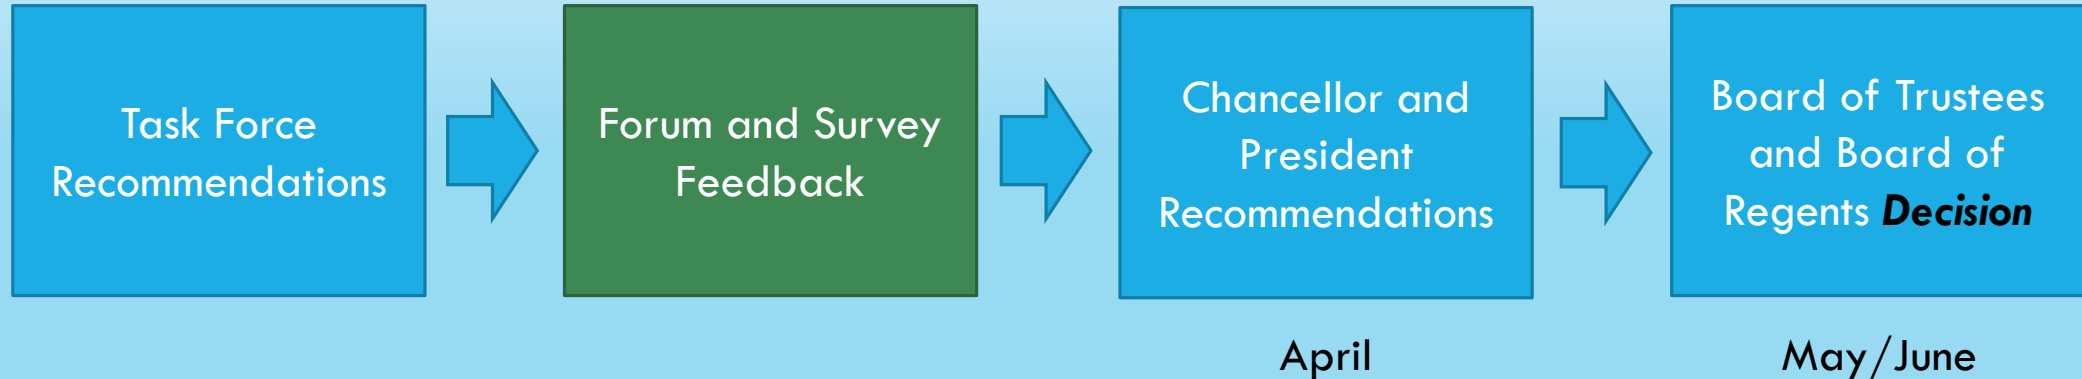 Task Force
Recommendations
Forum and Survey
Feedback
Chancellor and
President
Recommendations
Board of Trustees
and Board of
Regents Decision
April
May/June